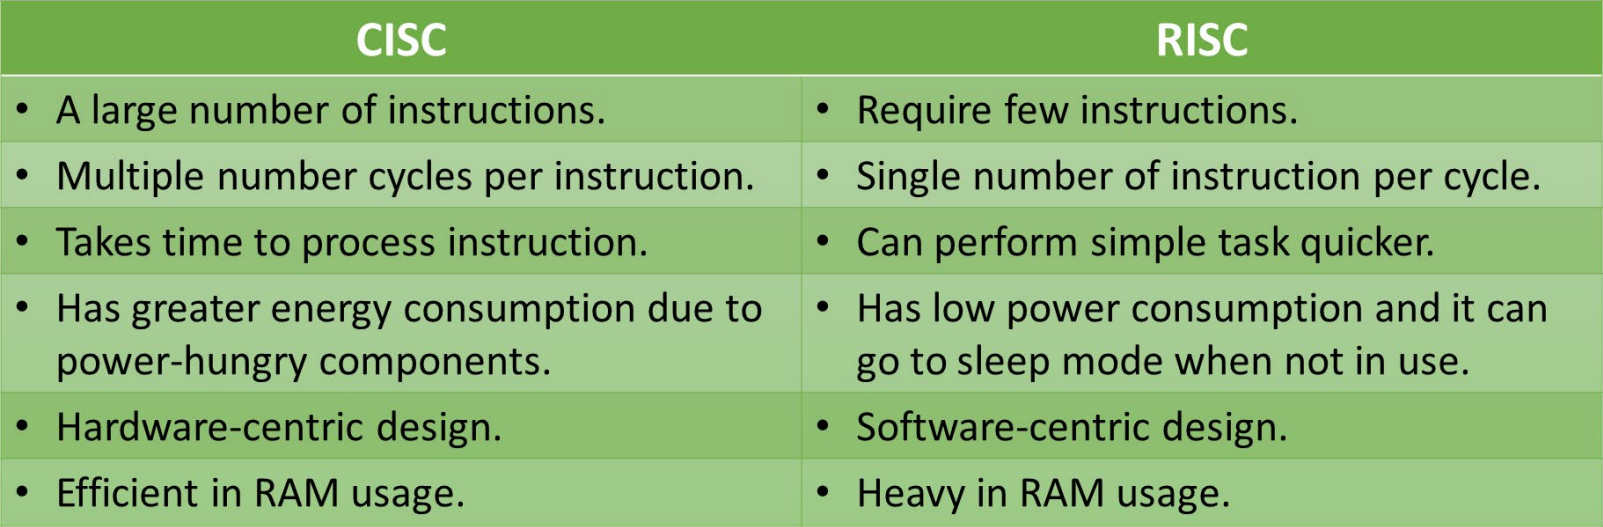 CISC
RISC
• A large number of instructions.
• Require few instructions.
• Multiple number cycles per instruction.
• Single number of instruction per cycle.
• Takes time to process instruction.
• Can perform simple task quicker.
• Has greater energy consumption due to
power-hungry components.
• Has low power consumption and it can
go to sleep mode when not in use.
• Hardware-centric design.
• Software-centric design.
• Efficient in RAM usage.
• Heavy in RAM usage.